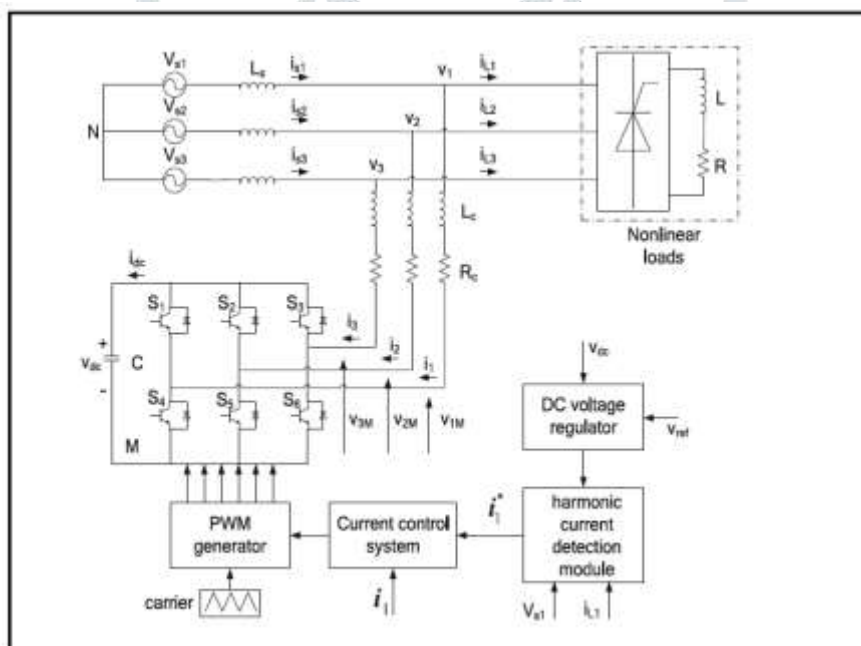 Vs1
Ls
is1
v1
iL1
N
Vs2
is2
v2
iL2
L
Vs3
is3
v3
iL3
R
Lc
Nonlinear
loads
Rc
idc
S1
S2
S3
i3
i2
i1
+
vdc
C
-
S4
S5
S6
v3M
v2M
v1M
M
vdc
DC voltage
regulator
vref
PWM
generator
Current control
system
i1*
harmonic
current
detection
module
carrier
i1
Vs1
iL1